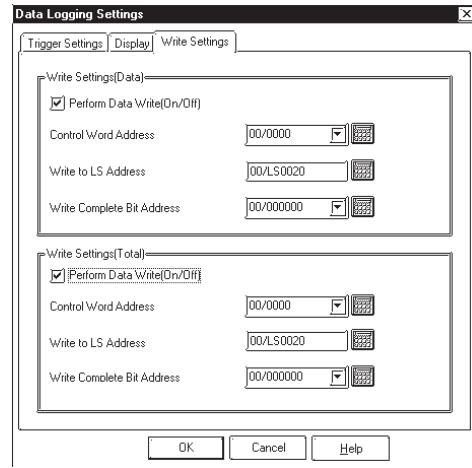 Data Logging Settings
Trigger Settings Display Write Settings
Write Settings(Data)
Perform Data Write(On/Off)
Control Word Address 00/0000
Write to LS Address 00/LS0020
Write Complete Bit Address 00/000000
Write Settings(Total)
Perform Data Write(On/Off)
Control Word Address 00/0000
Write to LS Address 00/LS0020
Write Complete Bit Address 00/000000
OK Cancel Help